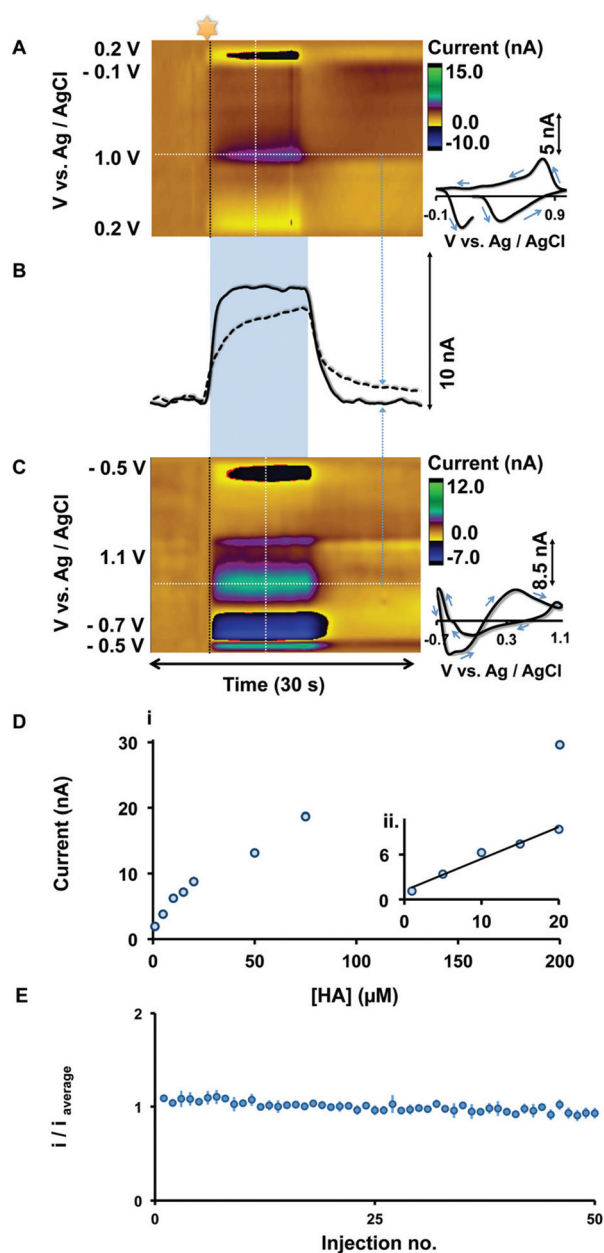 A
V vs. Ag / AgCl
0.2 V
- 0.1 V
1.0 V
0.2 V
Current (nA)
15.0
0.0
-10.0
5 nA
-0.1
0.9
V vs. Ag / AgCl
B
10 nA
C
V vs. Ag / AgCl
- 0.5 V
1.1 V
- 0.7 V
- 0.5 V
Current (nA)
12.0
0.0
-7.0
8.5 nA
-0.7
0.3
1.1
V vs. Ag / AgCl
Time (30 s)
D
i
Current (nA)
30
20
10
0
0
50
100
150
200
[HA] (µM)
ii.
6
0
0
10
20
E
i / i average
2
1
0
0
25
50
Injection no.